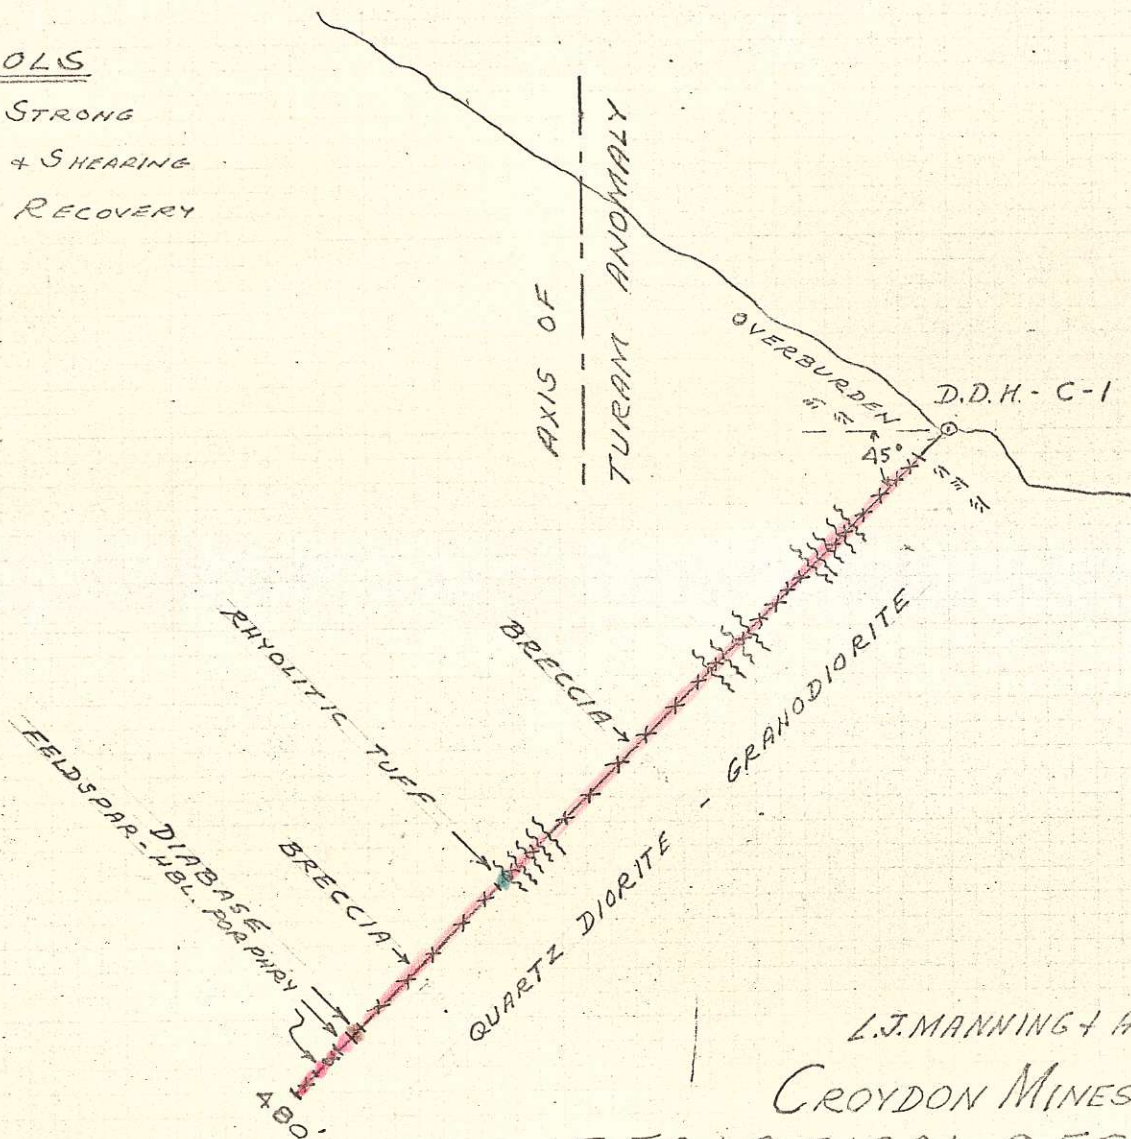 OLS
STRONG
& SHEARING
RECOVERY
AXIS OF
TURAM ANOMALY
OVERBURDEN
D.D.H. - C-1
45°
RHYOLITIC TUFF
BRECCIA
QUARTZ DIORITE - GRANODIORITE
FELDSPAR-HBL. PORPHRY
DIABASE
BRECCIA
480'
L.J. MANNING &
CROYDON MINES